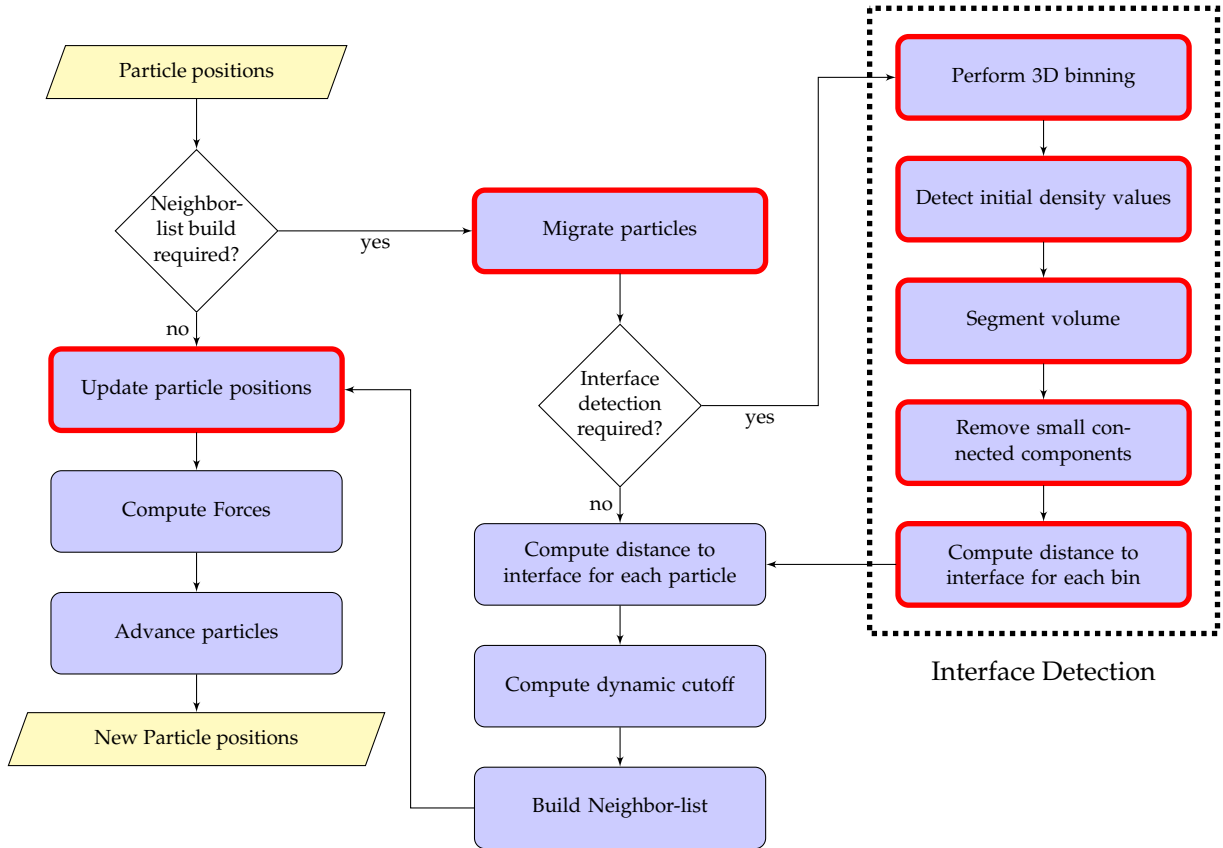 Particle positions
Neighbor-
list build
required?
yes
no
Update particle positions
Compute Forces
Advance particles
New Particle positions
Migrate particles
Interface
detection
required?
yes
no
Compute distance to
interface for each particle
Compute dynamic cutoff
Build Neighbor-list
Perform 3D binning
Detect initial density values
Segment volume
Remove small con-
nected components
Compute distance to
interface for each bin
Interface Detection